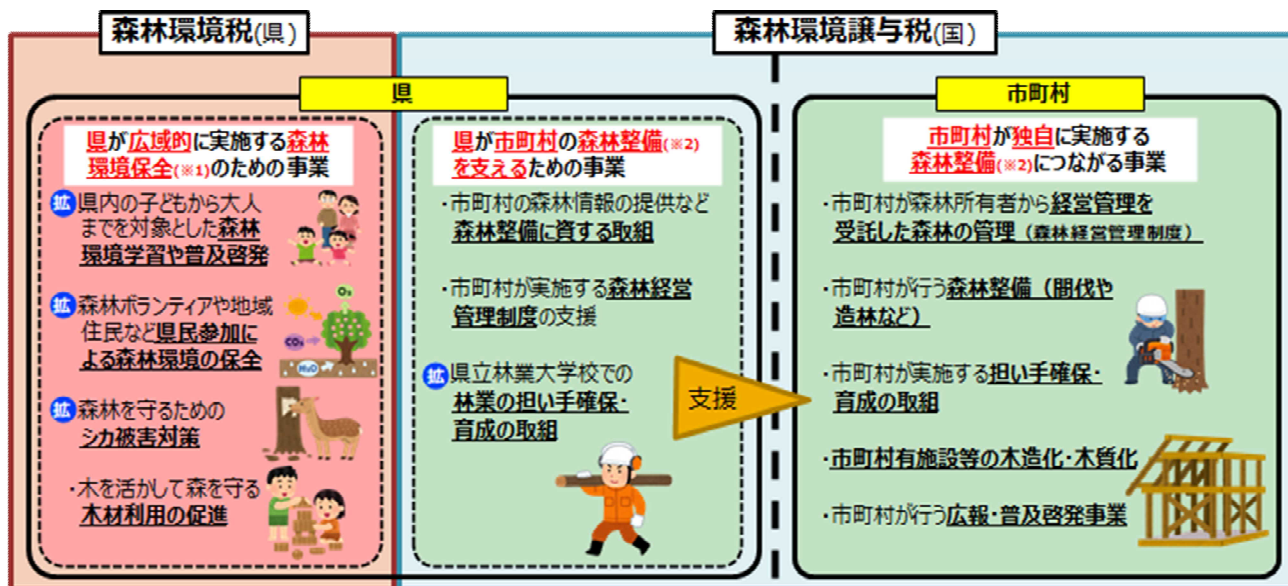 森林環境税(県)
森林環境譲与税(国)
県
市町村
県が広域的に実施する森林
環境保全(※1)のための事業
拡 県内の子どもから大人
までを対象とした森林
環境学習や普及啓発
拡 森林ボランティアや地域
住民など県民参加に
よる森林環境の保全
O₂
CO₂
H₂O
拡 森林を守るための
シカ被害対策
・木を活かして森を守る
木材利用の促進
県が市町村の森林整備(※2)
を支えるための事業
・市町村の森林情報の提供など
森林整備に資する取組
・市町村が実施する森林経営
管理制度の支援
拡 県立林業大学校での
林業の担い手確保・
育成の取組
支援
市町村が独自に実施する
森林整備(※2)につながる事業
・市町村が森林所有者から経営管理を
受託した森林の管理（森林経営管理制度）
・市町村が行う森林整備（間伐や
造林など）
・市町村が実施する担い手確保・
育成の取組
・市町村有施設等の木造化・木質化
・市町村が行う広報・普及啓発事業